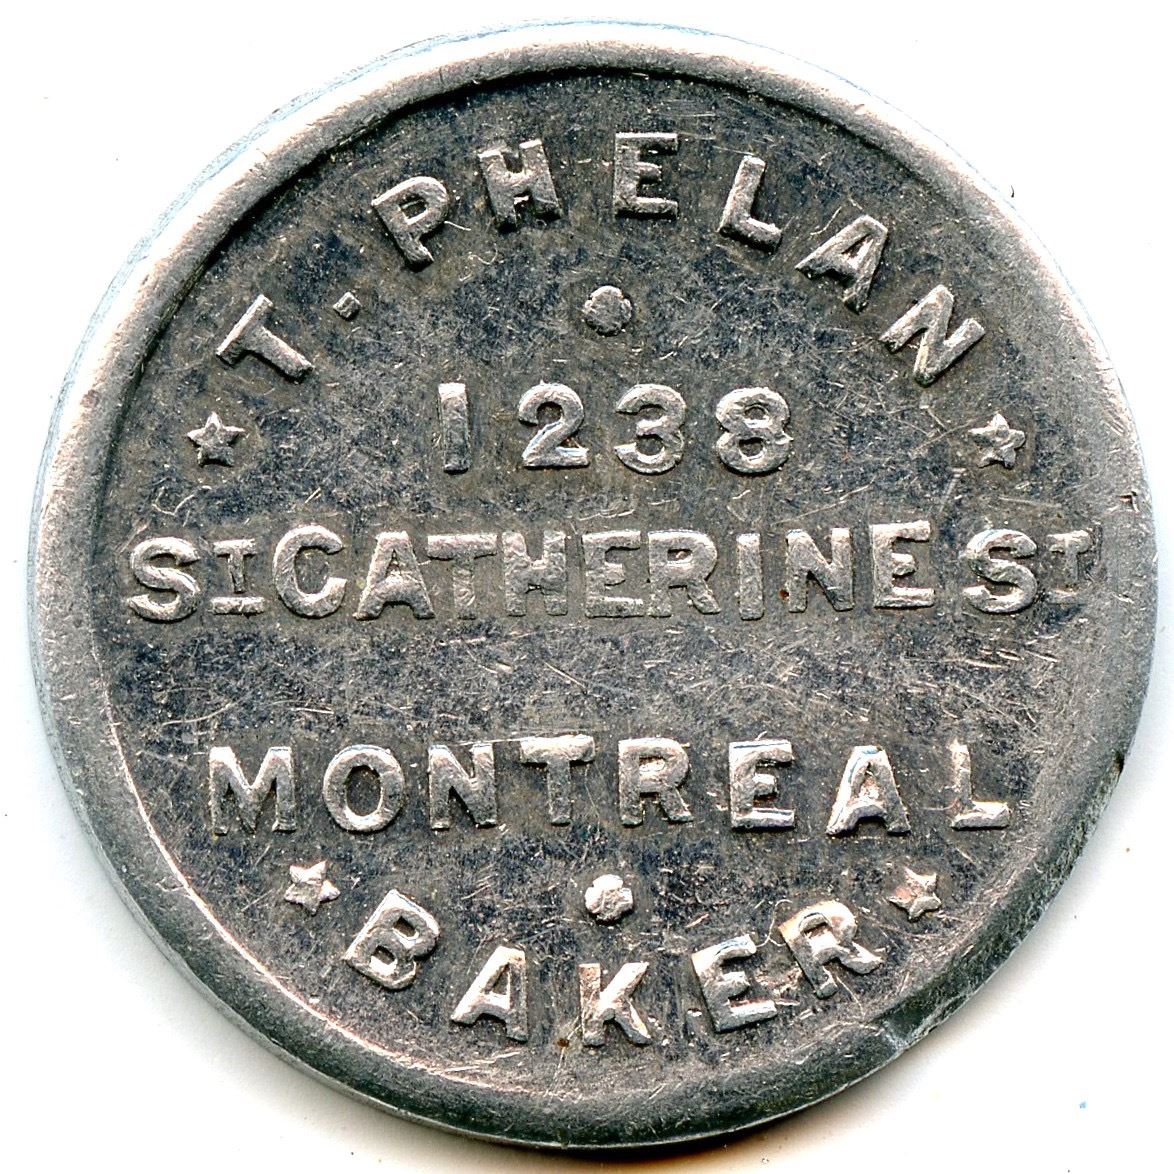 T. PHELAN
1238
ST CATHERINE ST
MONTREAL
BAKER